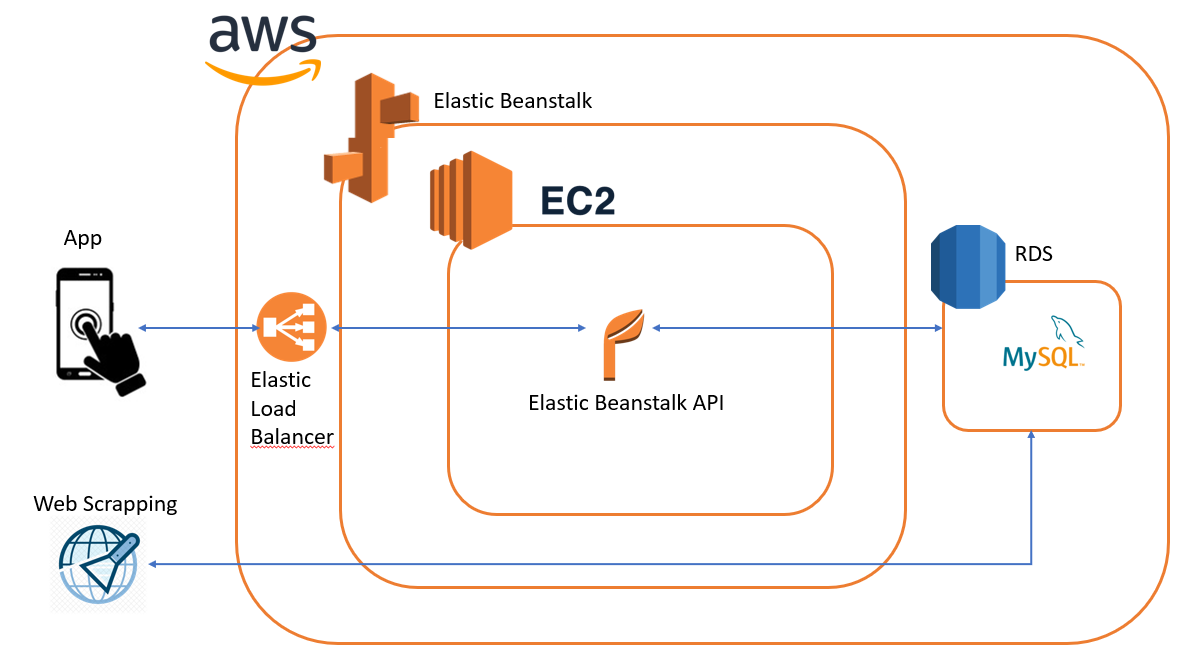 aws
Elastic Beanstalk
EC2
App
RDS
MySQL
Elastic
Load
Balancer
Elastic Beanstalk API
Web Scrapping